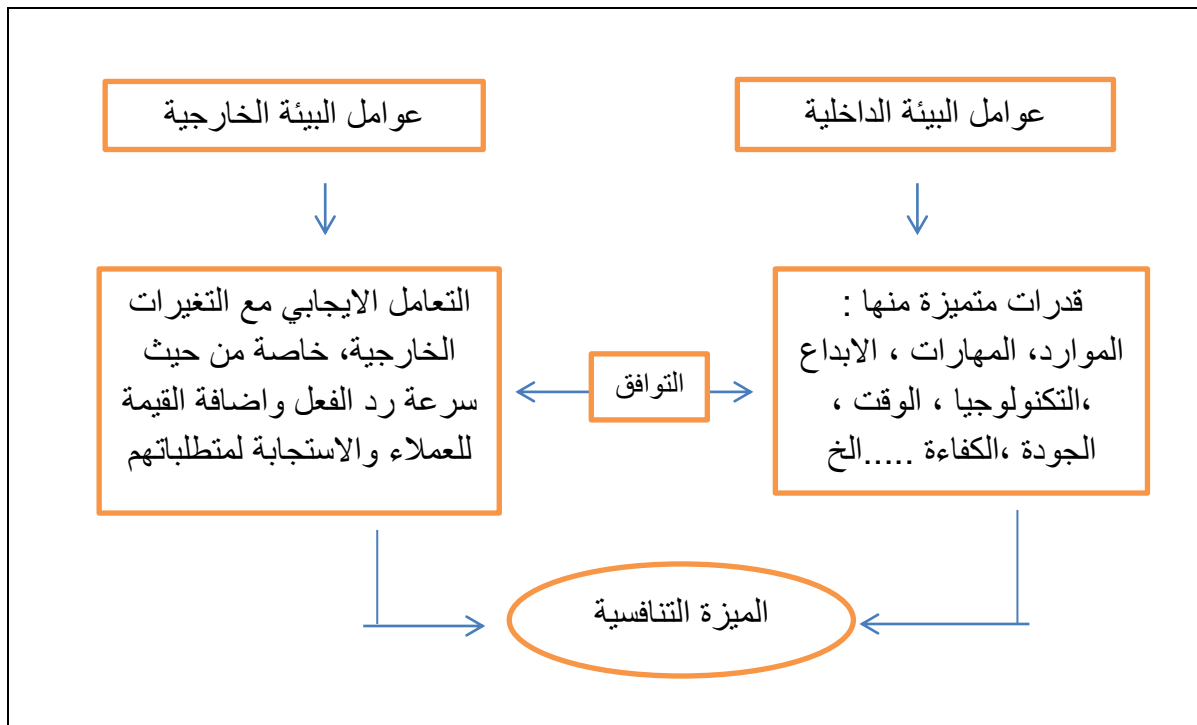 عوامل البيئة الداخلية
عوامل البيئة الخارجية
قدرات متميزة منها :
الموارد، المهارات ، الابداع
،التكنولوجيا ، الوقت ،
الجودة ،الكفاءة .....الخ
التوافق
التعامل الايجابي مع التغيرات
الخارجية، خاصة من حيث
سرعة رد الفعل واضافة القيمة
للعملاء والاستجابة لمتطلباتهم
الميزة التنافسية